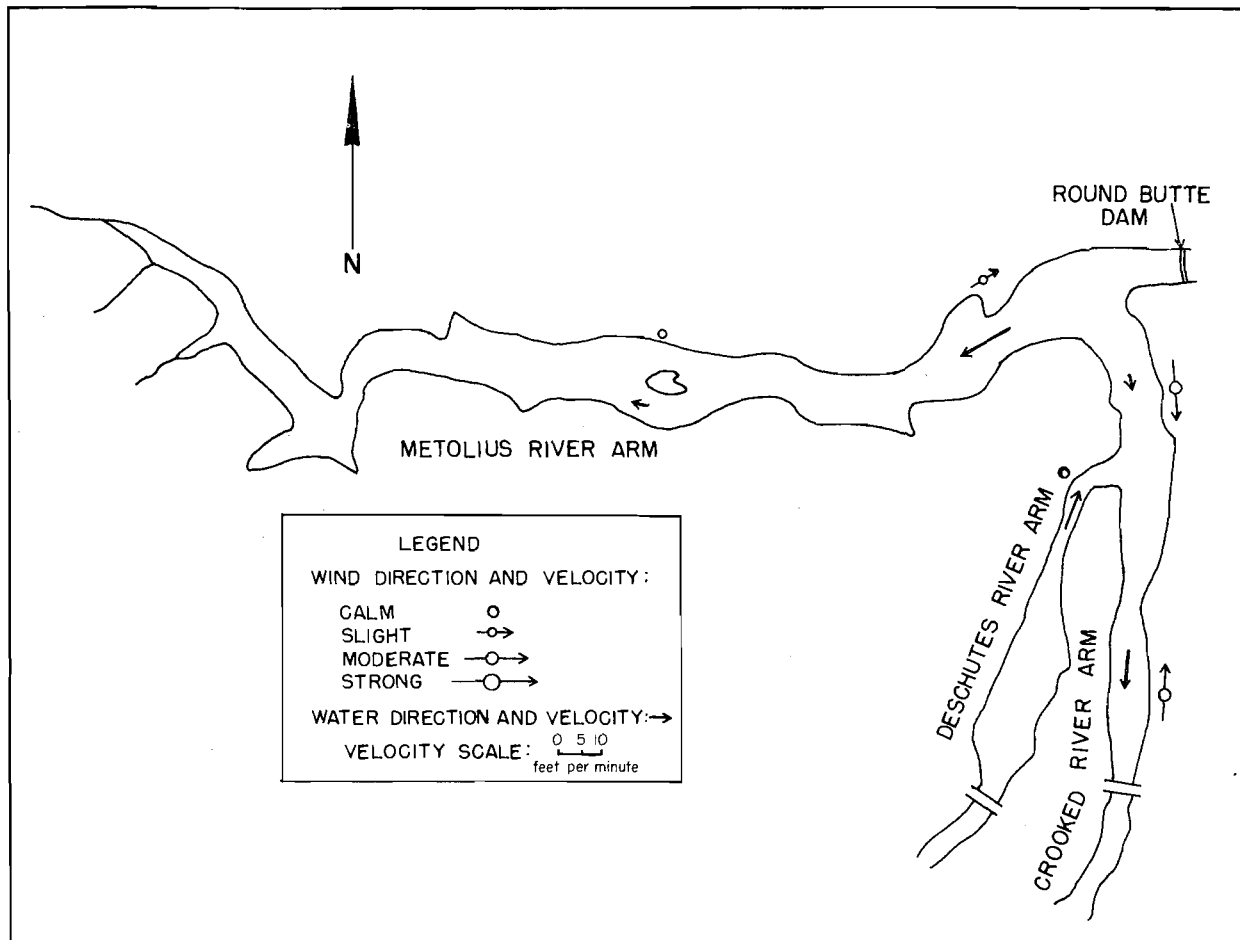 ROUND BUTTE
DAM
N
METOLIUS RIVER ARM
DESCHUTES RIVER ARM
CROOKED RIVER ARM
LEGEND
WIND DIRECTION AND VELOCITY:
CALM
SLIGHT
MODERATE
STRONG
WATER DIRECTION AND VELOCITY:
VELOCITY SCALE: 0 5 10
feet per minute